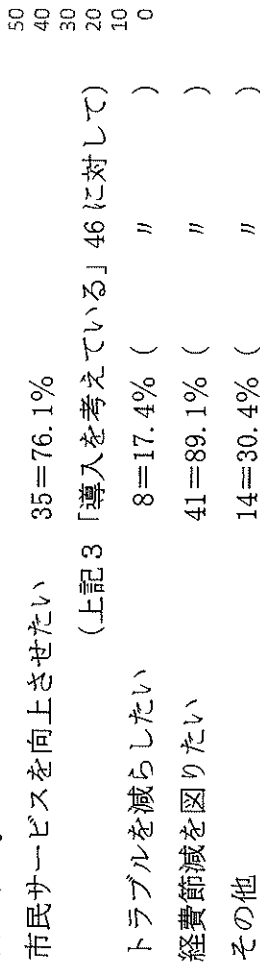 市民サービスを向上させたい 35＝76.1%
(上記3「導入を考えている」46に対して)
トラブルを減らしたい 8＝17.4% ( 〃 )
経費節減を図りたい 41＝89.1% ( 〃 )
その他 14＝30.4% ( 〃 )
50
40
30
20
10
0